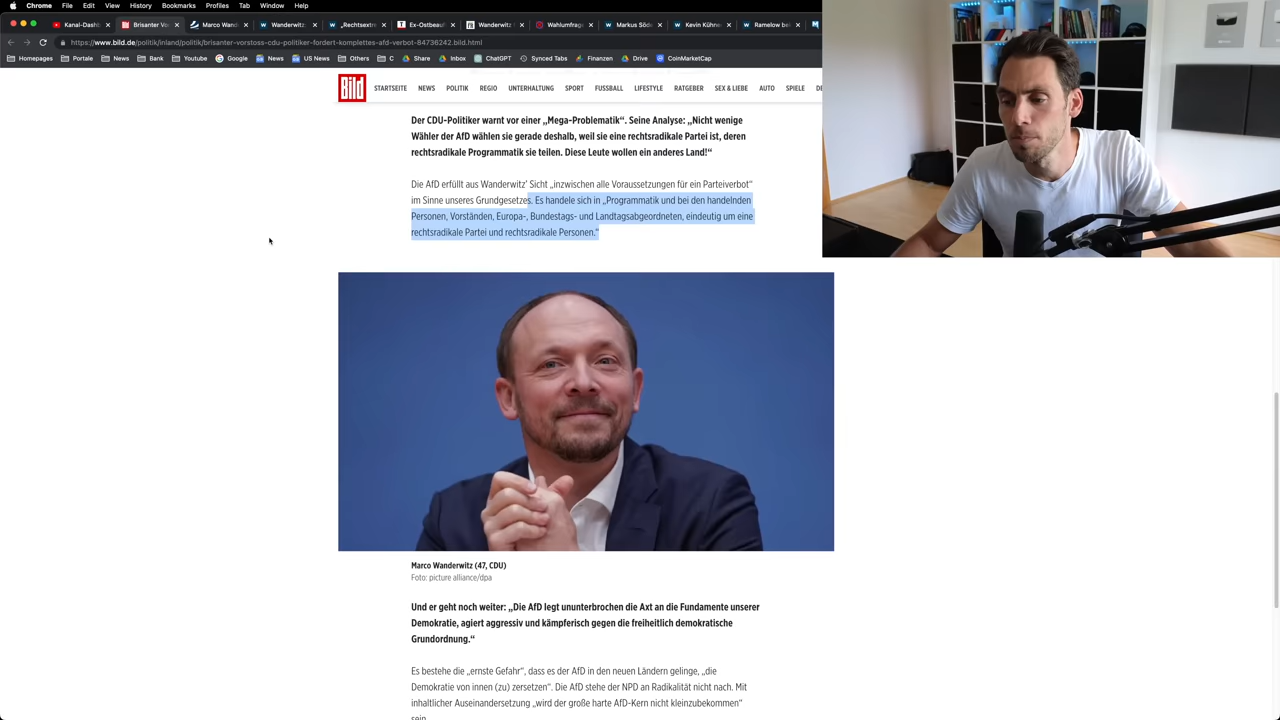 Chrome File Edit View History Bookmarks Profiles Tab Window Help
Kanal-Dashb Brisanter Vo Marco Wand Wanderwitz „Rechtsextr Ex-Ostbeauf Wanderwitz Wahlumfrag Markus Söd Kevin Kühne Ramelow bei
https://www.bild.de/politik/inland/politik/brisanter-vorstoss-cdu-politiker-fordert-komplettes-afd-verbot-84736242.bild.html
Homepages Portale News Bank Youtube Google News US News Others C Share Inbox ChatGPT Synced Tabs Finanzen Drive CoinMarketCap
Bild STARTSEITE NEWS POLITIK REGIO UNTERHALTUNG SPORT FUSSBALL LIFESTYLE RATGEBER SEX & LIEBE AUTO SPIELE DE
Der CDU-Politiker warnt vor einer „Mega-Problematik“. Seine Analyse: „Nicht wenige
Wähler der AfD wählen sie gerade deshalb, weil sie eine rechtsradikale Partei ist, deren
rechtsradikale Programmatik sie teilen. Diese Leute wollen ein anderes Land!“
Die AfD erfüllt aus Wanderwitz’ Sicht „inzwischen alle Voraussetzungen für ein Parteiverbot“
im Sinne unseres Grundgesetzes. Es handele sich in „Programmatik und bei den handelnden
Personen, Vorständen, Europa-, Bundestags- und Landtagsabgeordneten, eindeutig um eine
rechtsradikale Partei und rechtsradikale Personen.“
Marco Wanderwitz (47, CDU)
Foto: picture alliance/dpa
Und er geht noch weiter: „Die AfD legt ununterbrochen die Axt an die Fundamente unserer
Demokratie, agiert aggressiv und kämpferisch gegen die freiheitlich demokratische
Grundordnung.“
Es bestehe die „ernste Gefahr“, dass es der AfD in den neuen Ländern gelinge, „die
Demokratie von innen (zu) zersetzen“. Die AfD stehe der NPD an Radikalität nicht nach. Mit
inhaltlicher Auseinandersetzung „wird der große harte AfD-Kern nicht kleinzubekommen“
sein.